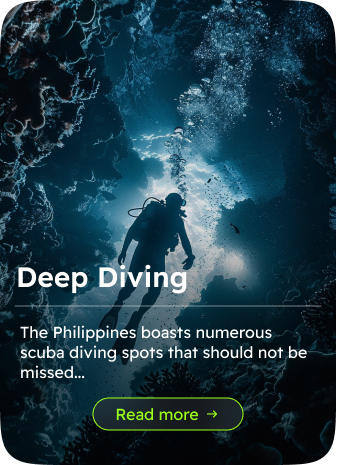 Deep Diving
The Philippines boasts numerous
scuba diving spots that should not be
missed...
Read more →